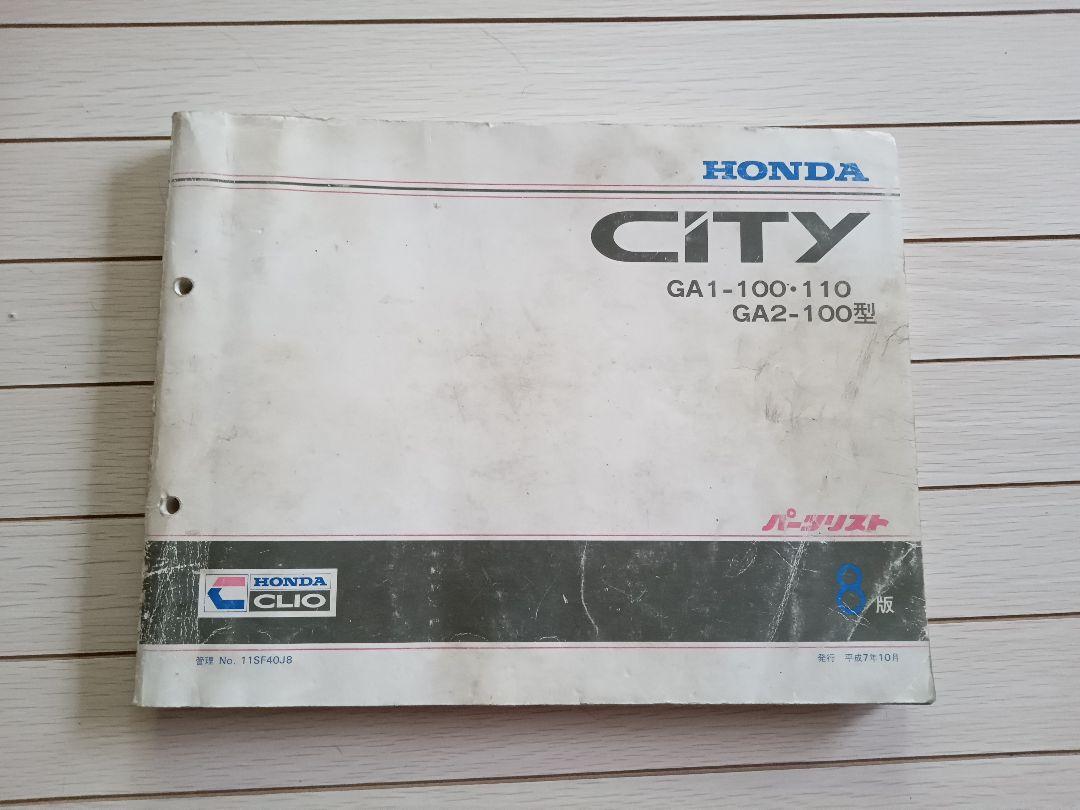 HONDA
CiTY
GA1-100・110
GA2-100型
パーツリスト
HONDA
CLIO
8版
管理 No. 11SF40J8
発行 平成7年10月